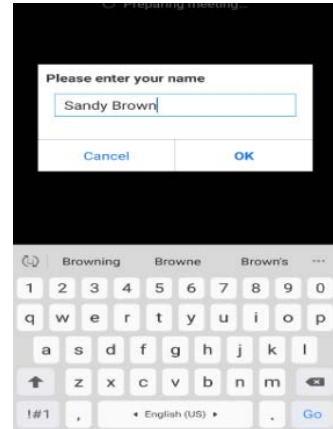 Preparing meeting...
Please enter your name
Sandy Brown
Cancel OK
Browning Browne Brown's ...
1 2 3 4 5 6 7 8 9 0
q w e r t y u i o p
a s d f g h j k l
z x c v b n m
!#1 , English (US) . Go